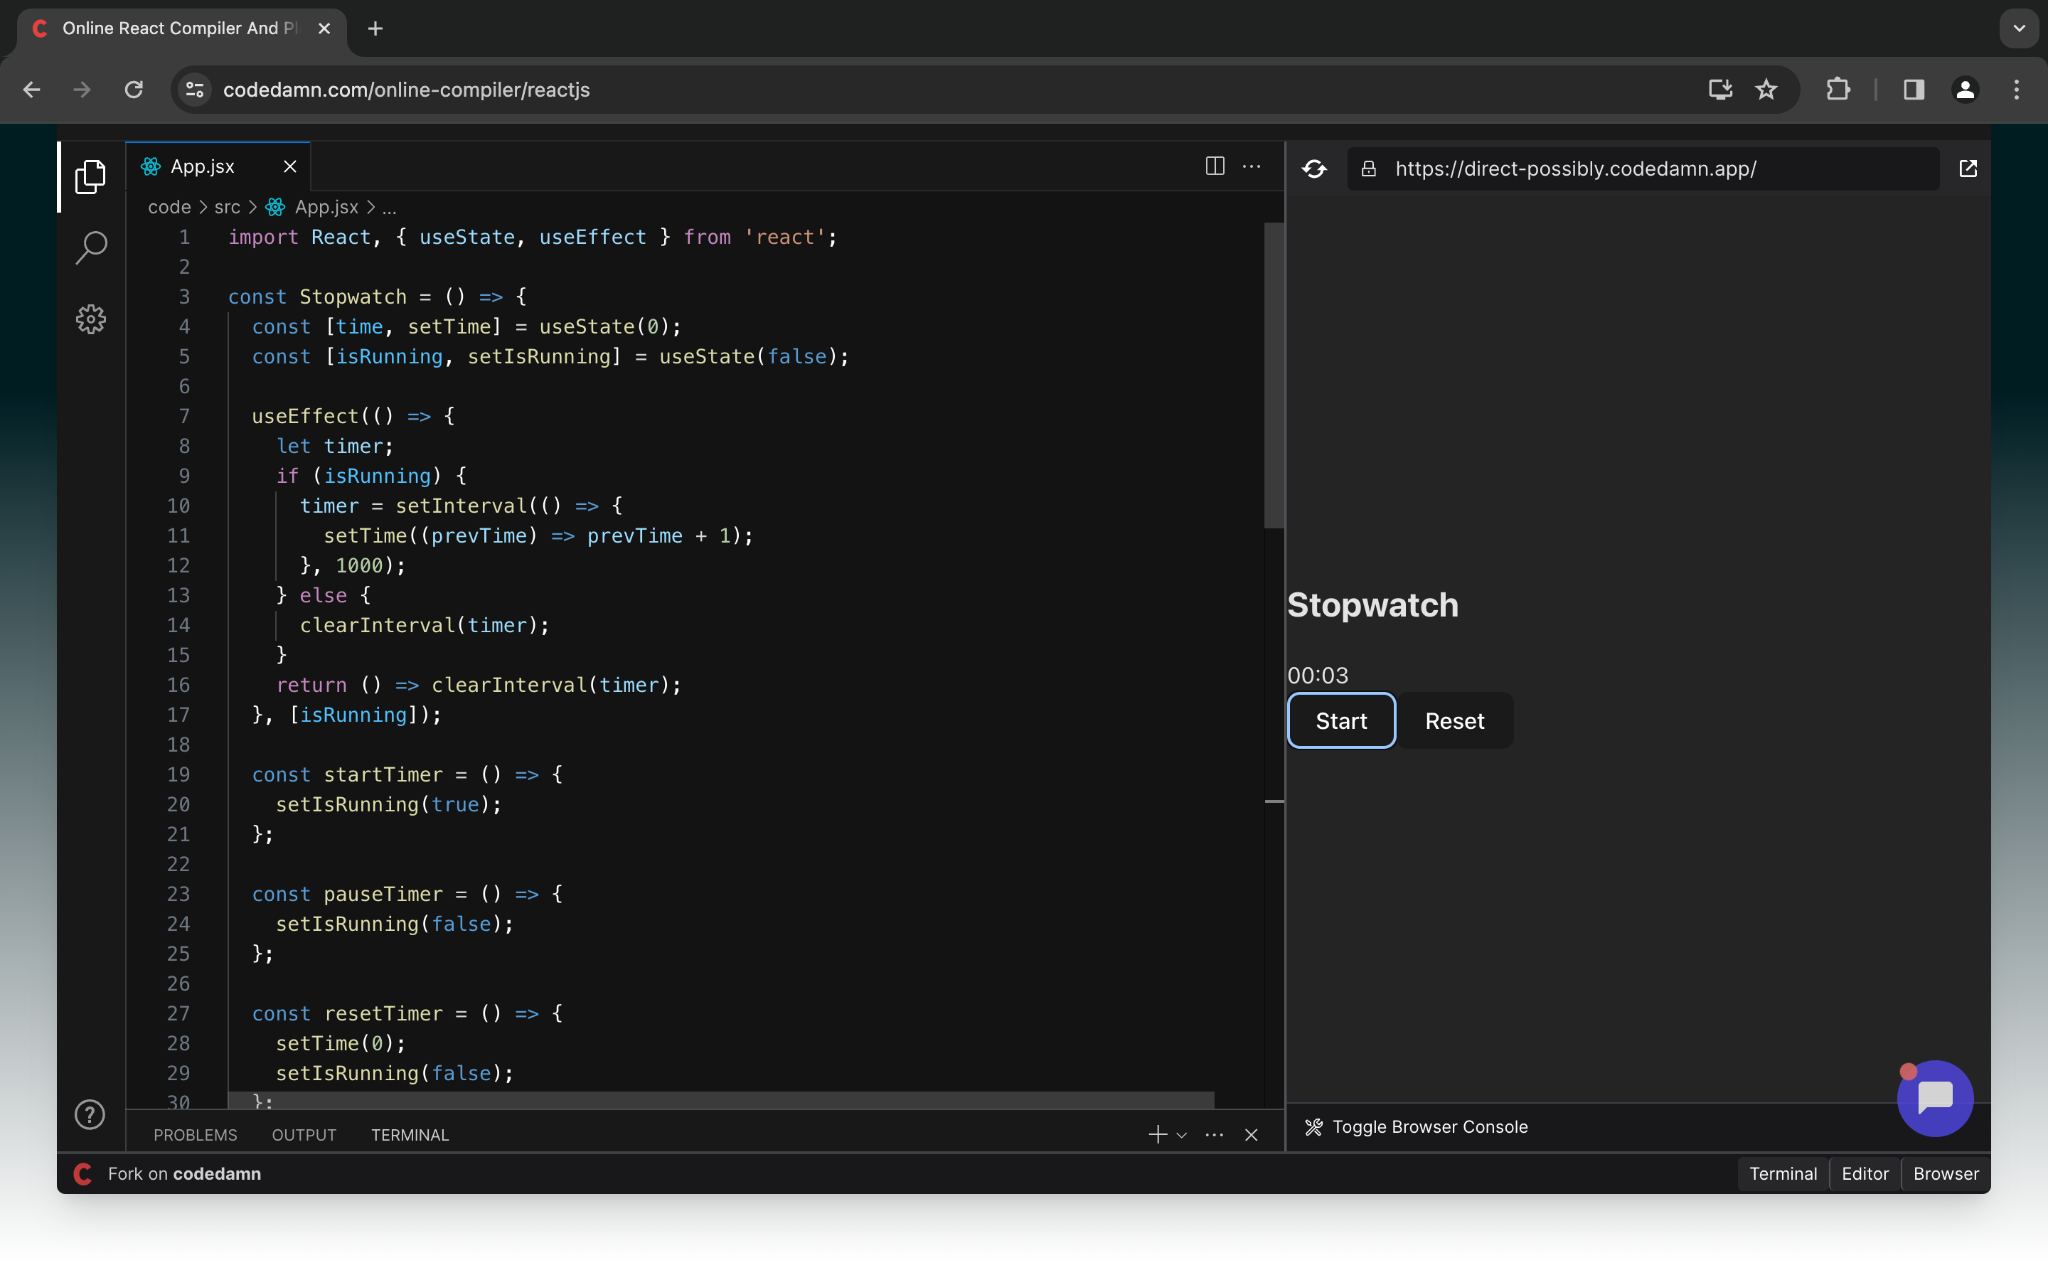 Online React Compiler And Pl
codedamn.com/online-compiler/reactjs
App.jsx
code > src > App.jsx > ...
1 import React, { useState, useEffect } from 'react';
2
3 const Stopwatch = () => {
4 const [time, setTime] = useState(0);
5 const [isRunning, setIsRunning] = useState(false);
6
7 useEffect(() => {
8 let timer;
9 if (isRunning) {
10 timer = setInterval(() => {
11 setTime((prevTime) => prevTime + 1);
12 }, 1000);
13 } else {
14 clearInterval(timer);
15 }
16 return () => clearInterval(timer);
17 }, [isRunning]);
18
19 const startTimer = () => {
20 setIsRunning(true);
21 };
22
23 const pauseTimer = () => {
24 setIsRunning(false);
25 };
26
27 const resetTimer = () => {
28 setTime(0);
29 setIsRunning(false);
30 };
PROBLEMS OUTPUT TERMINAL
https://direct-possibly.codedamn.app/
Stopwatch
00:03
Start Reset
Toggle Browser Console
Fork on codedamn
Terminal Editor Browser